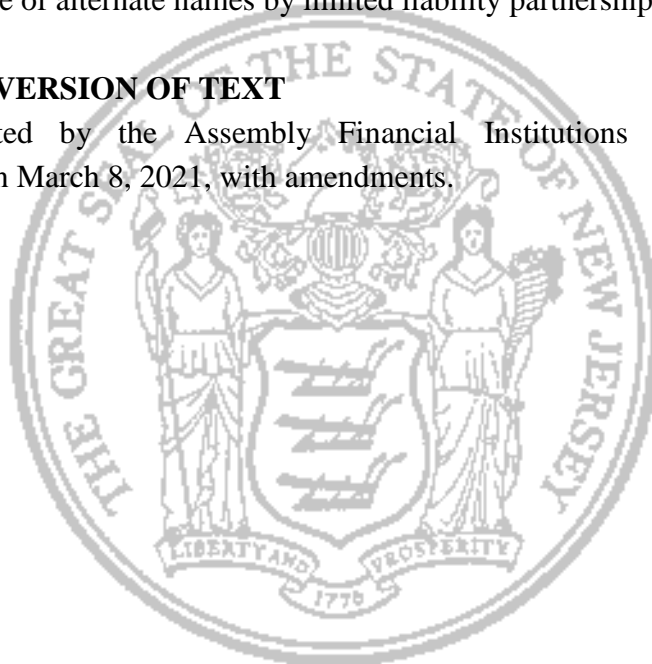 e of alternate names by limited liability partnership
VERSION OF TEXT
ted by the Assembly Financial Institutions
n March 8, 2021, with amendments.
THE GREAT SEAL OF THE STATE OF NEW JERSEY
LIBERTY AND PROSPERITY
1776